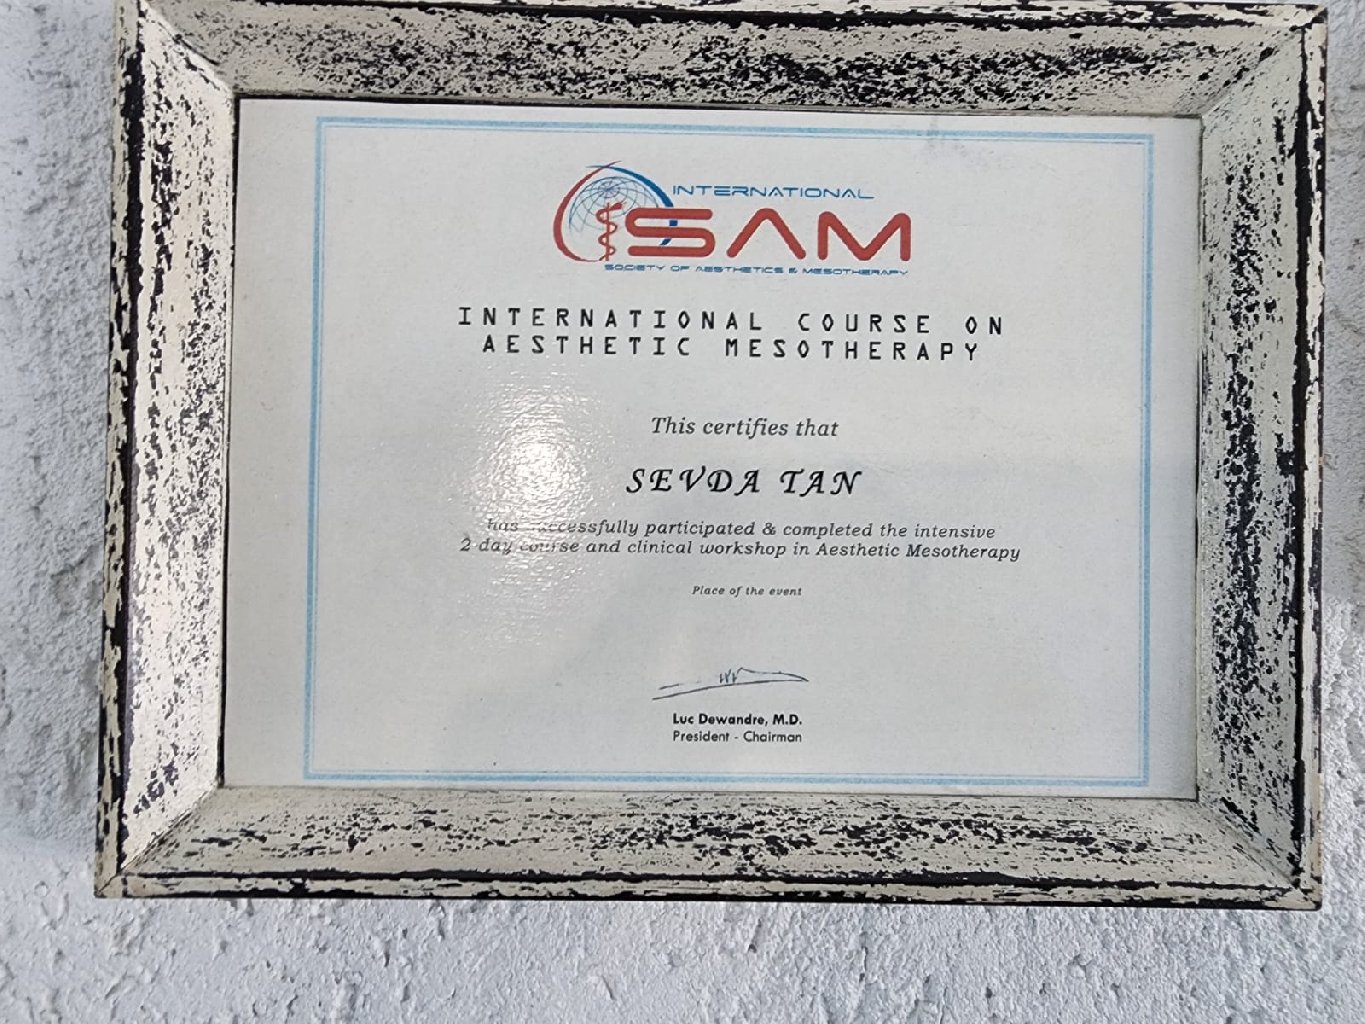 INTERNATIONAL
SAM
SOCIETY OF AESTHETICS & MESOTHERAPY
INTERNATIONAL COURSE ON
AESTHETIC MESOTHERAPY
This certifies that
SEVDA TAN
has successfully participated & completed the intensive
2-day course and clinical workshop in Aesthetic Mesotherapy
Place of the event
Luc Dewandre, M.D.
President - Chairman